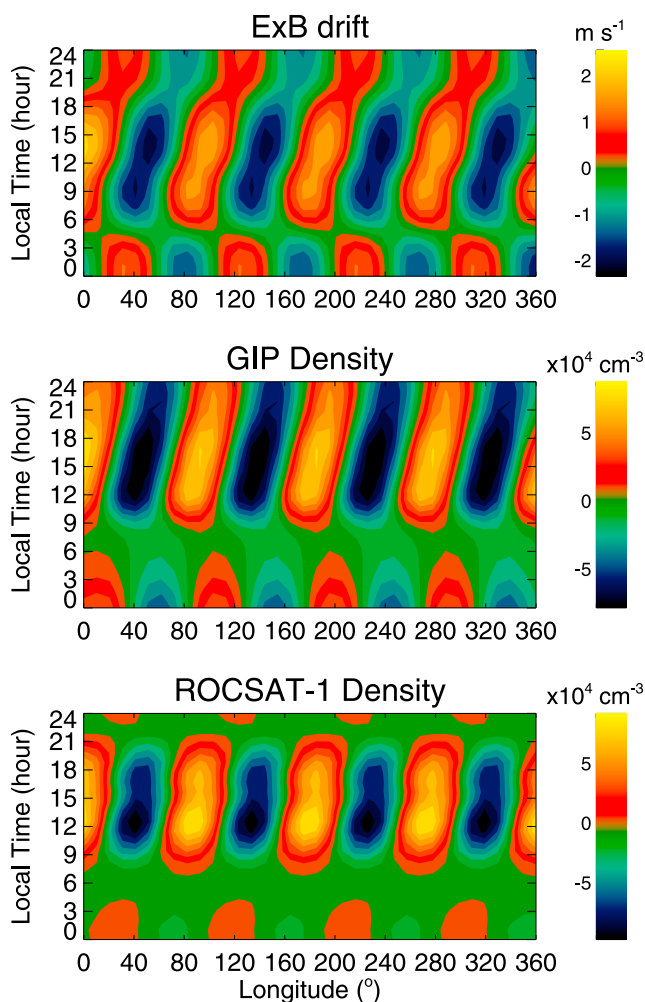 ExB drift
m s⁻¹
Local Time (hour)
24
21
18
15
12
9
6
3
0
2
1
0
-1
-2
0 40 80 120 160 200 240 280 320 360
GIP Density
x10⁴ cm⁻³
Local Time (hour)
24
21
18
15
12
9
6
3
0
5
0
-5
0 40 80 120 160 200 240 280 320 360
ROCSAT-1 Density
x10⁴ cm⁻³
Local Time (hour)
24
21
18
15
12
9
6
3
0
5
0
-5
0 40 80 120 160 200 240 280 320 360
Longitude (°)